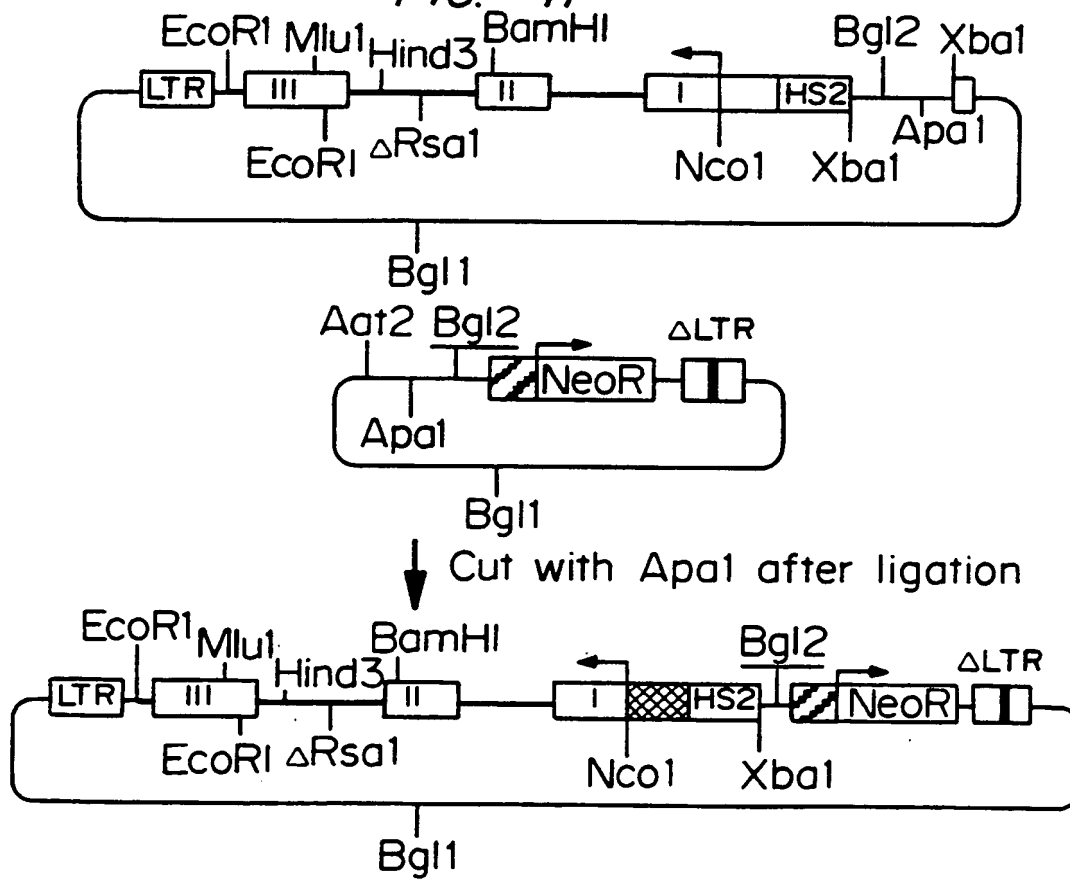 EcoR1 Mlu1 Hind3 BamHI Bgl2 Xba1
LTR III II I HS2
EcoRI ΔRsa1 Nco1 Xba1 Apa1
Bgl1
Aat2 Bgl2 ΔLTR
NeoR
Apa1
Bgl1
Cut with Apa1 after ligation
EcoR1 Mlu1 Hind3 BamHI Bgl2 ΔLTR
LTR III II I HS2 NeoR
EcoRI ΔRsa1 Nco1 Xba1
Bgl1